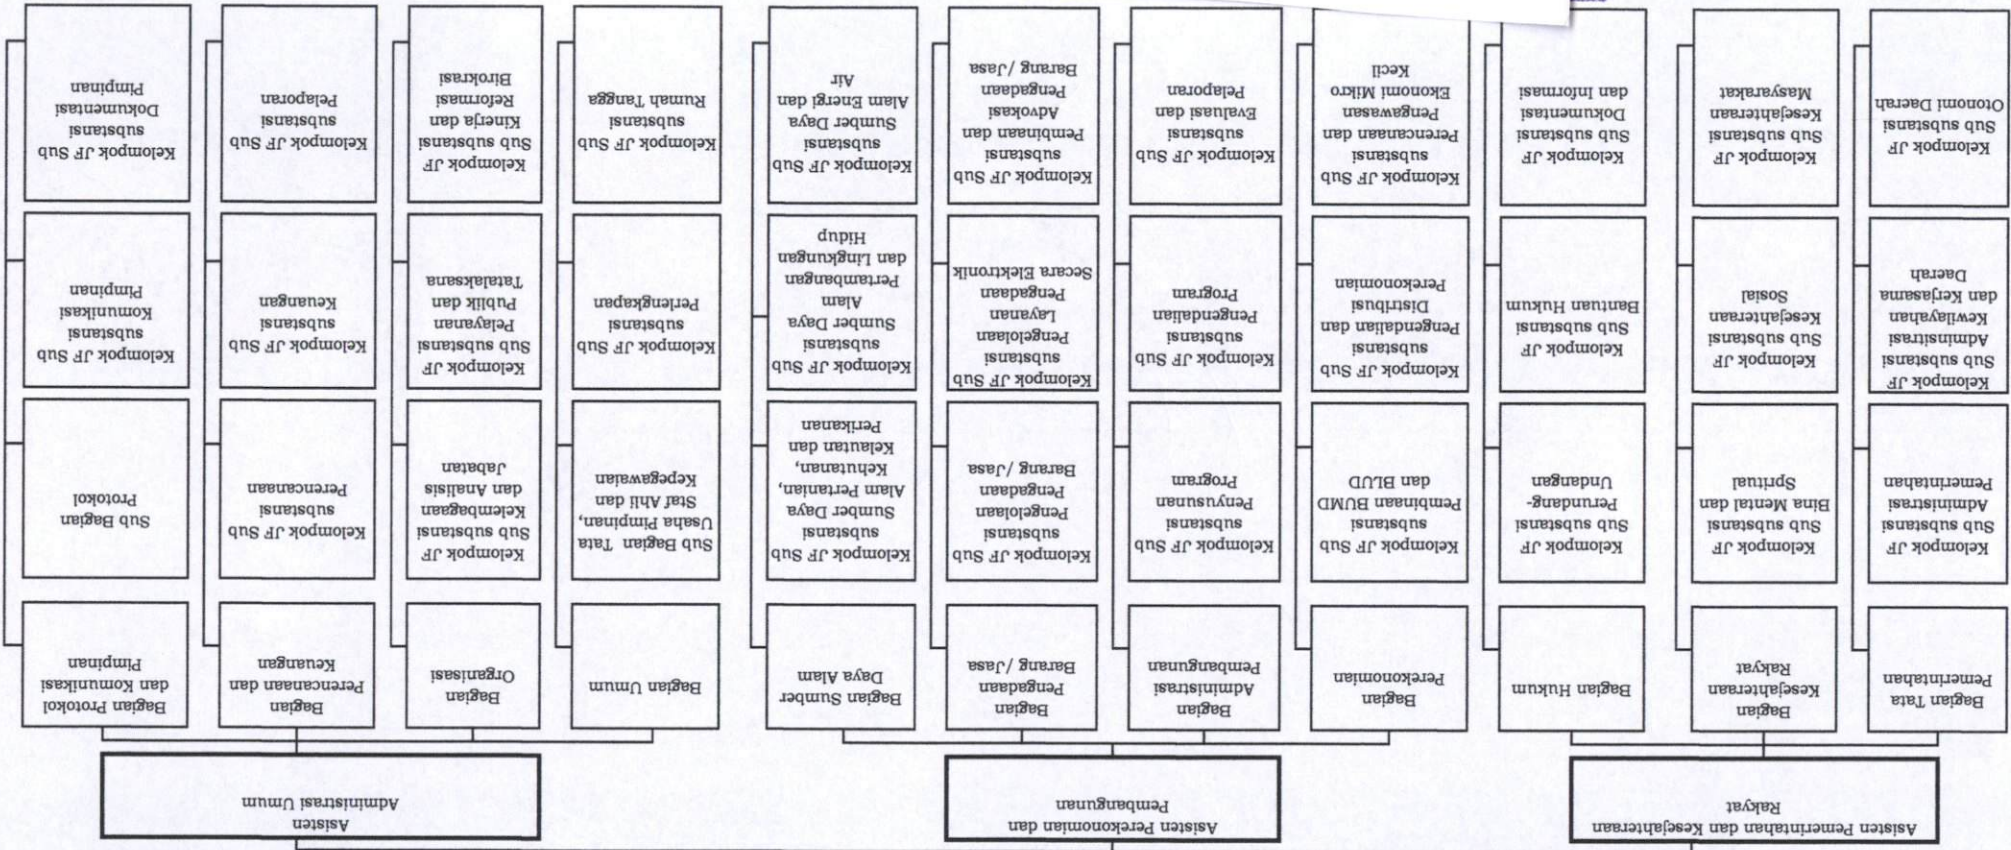 Asisten Pemerintahan dan Kesejahteraan
Rakyat
Asisten Perekonomian dan
Pembangunan
Asisten
Administrasi Umum
Bagian Tata
Pemerintahan
Bagian
Kesejahteraan
Rakyat
Bagian Hukum
Bagian
Perekonomian
Bagian
Administrasi
Pembangunan
Bagian
Pengadaan
Barang /Jasa
Bagian Sumber
Daya Alam
Bagian Umum
Bagian
Organisasi
Bagian
Perencanaan dan
Keuangan
Bagian Protokol
dan Komunikasi
Pimpinan
Kelompok JF
Sub substansi
Administrasi
Pemerintahan
Kelompok JF
Sub substansi
Bina Mental dan
Spritual
Kelompok JF
Sub substansi
Perundang-
Undangan
Kelompok JF Sub
substansi
Pembinaan BUMD
dan BLUD
Kelompok JF Sub
substansi
Penyusunan
Program
Kelompok JF Sub
substansi
Pengelolaan
Pengadaan
Barang /Jasa
Kelompok JF Sub
substansi
Sumber Daya
Alam Pertanian,
Kehutanan,
Kelautan dan
Perikanan
Sub Bagian Tata
Usaha Pimpinan,
Staf Ahli dan
Kepegawaian
Kelompok JF
Sub substansi
Kelembagaan
dan Analisis
Jabatan
Kelompok JF Sub
substansi
Perencanaan
Sub Bagian
Protokol
Kelompok JF
Sub substansi
Adminsitrasi
Kewilayahan
dan Kerjasama
Daerah
Kelompok JF
Sub substansi
Kesejahteraan
Sosial
Kelompok JF
Sub substansi
Bantuan Hukum
Kelompok JF Sub
substansi
Pengendalian dan
Distribusi
Perekonomian
Kelompok JF Sub
substansi
Pengendalian
Program
Kelompok JF Sub
substansi
Pengelolaan
Layanan
Pengadaan
Secara Elektronik
Kelompok JF Sub
substansi
Sumber Daya
Alam
Pertambangan
dan Lingkungan
Hidup
Kelompok JF Sub
substansi
Perlengkapan
Kelompok JF
Sub substansi
Pelayanan
Publik dan
Tatalaksana
Kelompok JF Sub
substansi
Keuangan
Kelompok JF Sub
substansi
Komunikasi
Pimpinan
Kelompok JF
Sub substansi
Otonomi Daerah
Kelompok JF
Sub substansi
Kesejahteraan
Masyarakat
Kelompok JF
Sub substansi
Dokumentasi
dan Informasi
Kelompok JF Sub
substansi
Perencanaan dan
Pengawasan
Ekonomi Mikro
Kecil
Kelompok JF Sub
substansi
Evaluasi dan
Pelaporan
Kelompok JF Sub
substansi
Pembinaan dan
Advokasi
Pengadaan
Barang /Jasa
Kelompok JF Sub
substansi
Sumber Daya
Alam Energi dan
Air
Kelompok JF Sub
substansi
Rumah Tangga
Kelompok JF
Sub substansi
Kinerja dan
Reformasi
Birokrasi
Kelompok JF Sub
substansi
Pelaporan
Kelompok JF Sub
substansi
Dokumentasi
Pimpinan